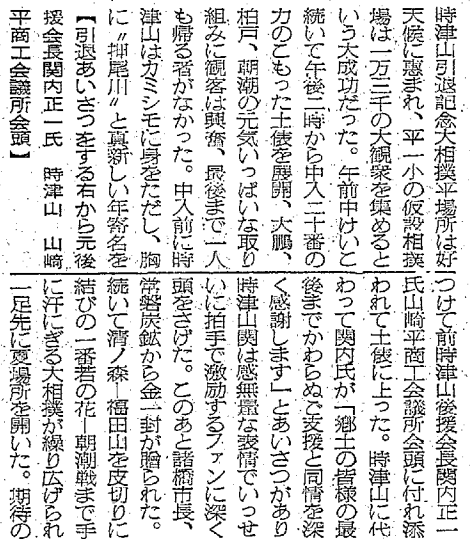 時津山引退記念大相撲平場所は好
天候に恵まれ、平一小の仮設相撲
場は一万三千の大観衆を集めると
いう大成功だった。午前中けいこ
続いて午後二時から中入二十番の
力のこもった土俵を展開、大鵬、
柏戸、朝潮の元気いっぱいな取り
組みに観客は興奮、最後まで一人
も帰る者がなかった。中入前に時
津山はカミシモに身をただし、胸
に〃押尾川〃と真新しい年寄名を
【引退あいさつをする右から元後
援会長関内正一氏　時津山　山崎
平商工会議所会頭】
つけて前時津山後援会長関内正一
氏山崎平商工会議所会頭に付れ添
われて土俵に上った。時津山に代
わって関内氏が「郷土の皆様の最
後までかわらぬご支援と同情を深
く感謝します」とあいさつがあり
時津山関は感無量な変情でいっせ
いに拍手で激励するファンに深く
頭をさげた。このあと諸橋市長、
常磐炭鉱から金一封が贈られた。
続いて清ノ森―福田山を皮切りに
結びの一番若の花―朝潮戦まで手
に汗にぎる大相撲が繰り広げられ
一足先に夏場所を開いた。期待の